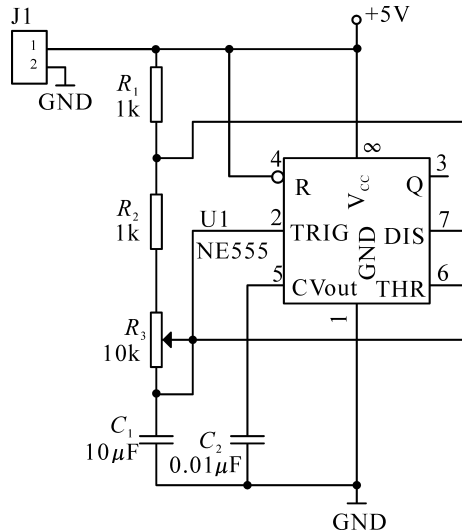 J1
+5V
1
2
GND
R1
1k
4
8
3
R
VCC
Q
R2
1k
U1
2
TRIG
GND
DIS
7
NE555
5
CVout
THR
6
R3
10k
1
C1
10μF
C2
0.01μF
GND